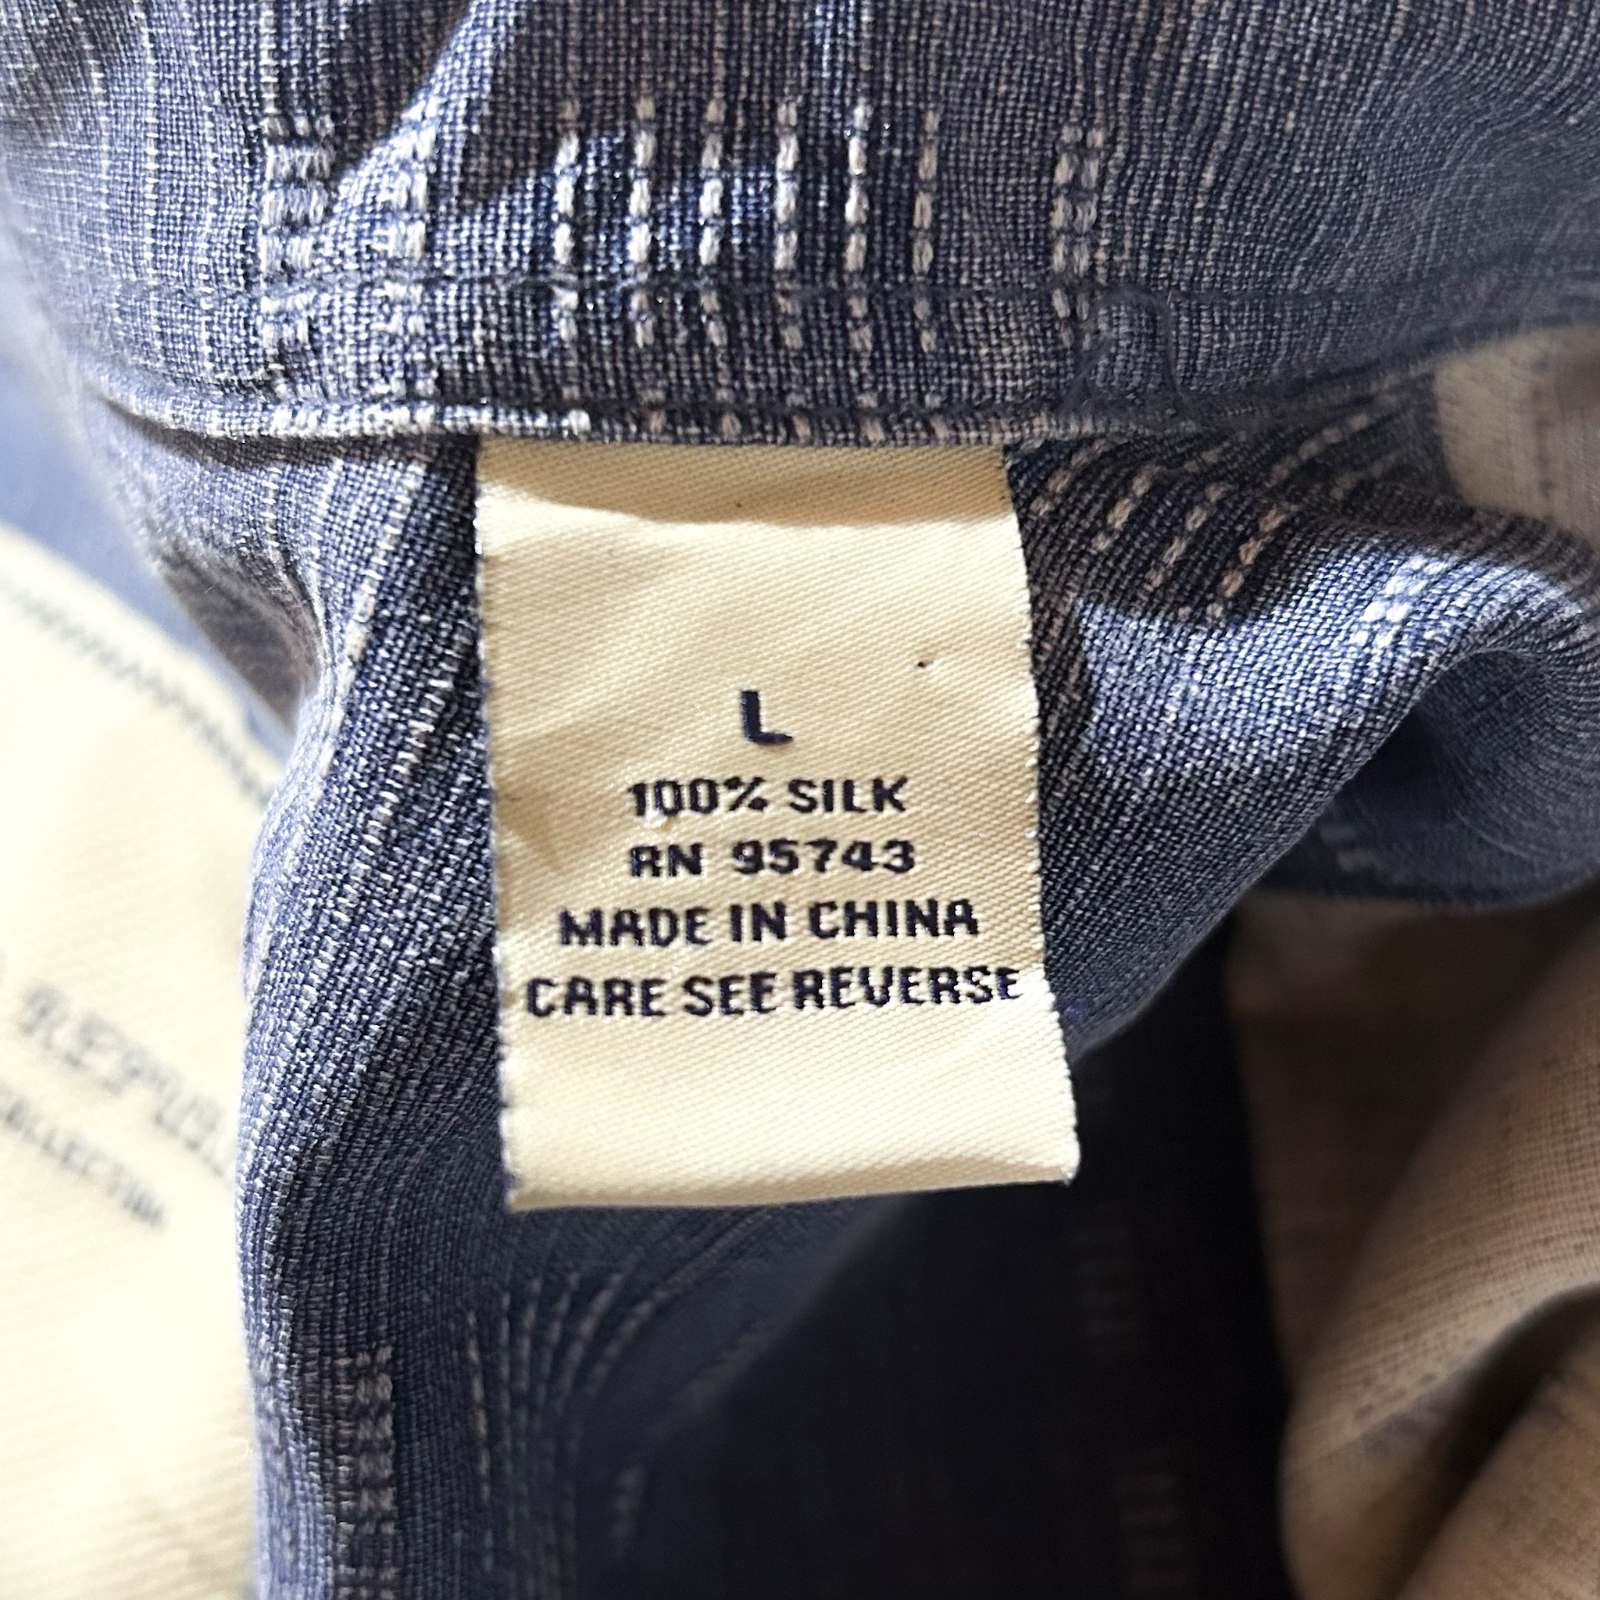 L
100% SILK
RN 95743
MADE IN CHINA
CARE SEE REVERSE